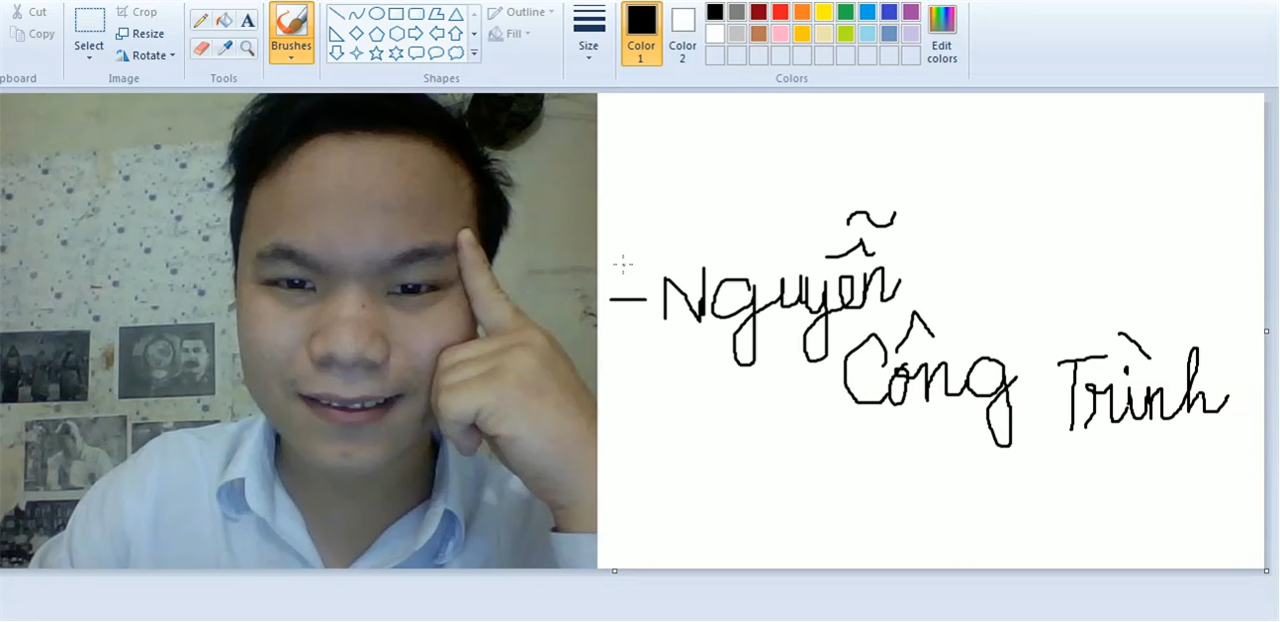 Cut
Copy
Crop
Resize
Rotate
Select
A
Brushes
Outline
Fill
Size
Color 1
Color 2
Edit colors
pboard
Image
Tools
Shapes
Colors
– Nguyễn
Công Trình